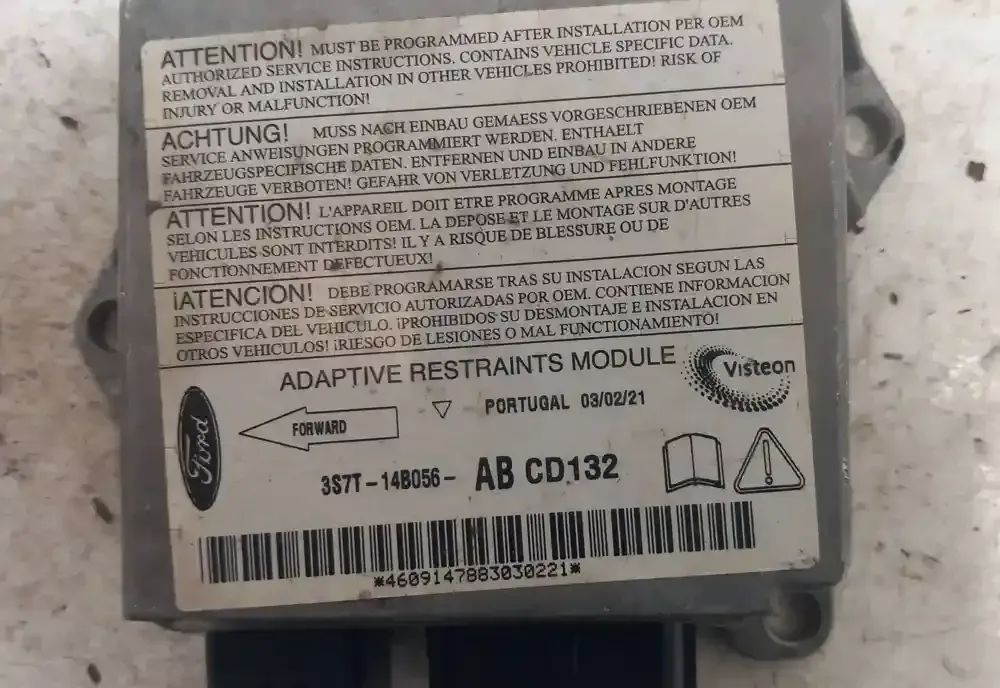 ATTENTION! MUST BE PROGRAMMED AFTER INSTALLATION PER OEM
AUTHORIZED SERVICE INSTRUCTIONS. CONTAINS VEHICLE SPECIFIC DATA.
REMOVAL AND INSTALLATION IN OTHER VEHICLES PROHIBITED! RISK OF
INJURY OR MALFUNCTION!
ACHTUNG! MUSS NACH EINBAU GEMAESS VORGESCHRIEBENEN OEM
SERVICE ANWEISUNGEN PROGRAMMIERT WERDEN. ENTHAELT
FAHRZEUGSPEZIFISCHE DATEN. ENTFERNEN UND EINBAU IN ANDERE
FAHRZEUGE VERBOTEN! GEFAHR VON VERLETZUNG UND FEHLFUNKTION!
ATTENTION! L'APPAREIL DOIT ETRE PROGRAMME APRES MONTAGE
SELON LES INSTRUCTIONS OEM. LA DEPOSE ET LE MONTAGE SUR D'AUTRES
VEHICULES SONT INTERDITS! IL Y A RISQUE DE BLESSURE OU DE
FONCTIONNEMENT DEFECTUEUX!
¡ATENCION! DEBE PROGRAMARSE TRAS SU INSTALACION SEGUN LAS
INSTRUCCIONES DE SERVICIO AUTORIZADAS POR OEM. CONTIENE INFORMACION
ESPECIFICA DEL VEHICULO. ¡PROHIBIDOS SU DESMONTAJE E INSTALACION EN
OTROS VEHICULOS! ¡RIESGO DE LESIONES O MAL FUNCTIONAMIENTO!
ADAPTIVE RESTRAINTS MODULE
Visteon
PORTUGAL 03/02/21
Ford
FORWARD
3S7T-14B056- AB CD132
*4609147883030221*